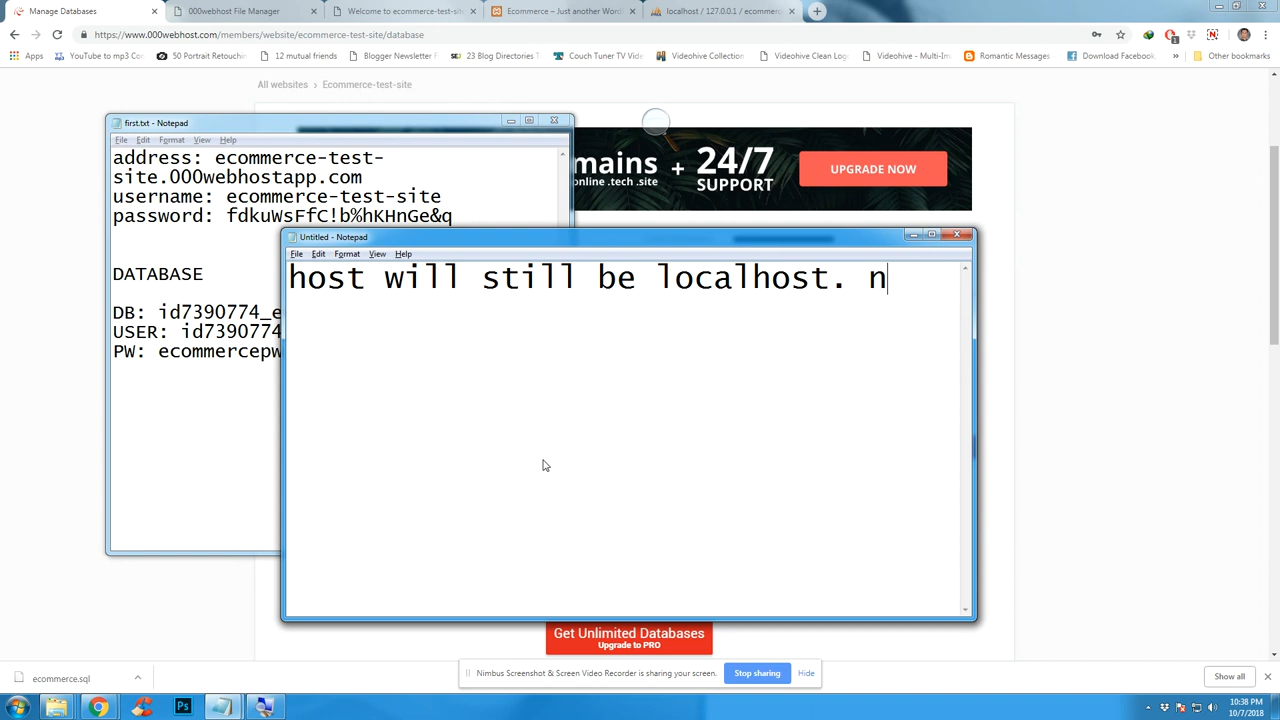 Manage Databases
000webhost File Manager
Welcome to ecommerce-test-sit
Ecommerce – Just another Wor
localhost / 127.0.0.1 / ecommerc
https://www.000webhost.com/members/website/ecommerce-test-site/database
Apps
YouTube to mp3 Con
50 Portrait Retouchin
12 mutual friends
Blogger Newsletter F
23 Blog Directories T
Couch Tuner TV Vide
Videohive Collection
Videohive Clean Logo
Videohive - Multi-Im
Romantic Messages
Download Facebook
»
Other bookmarks
All websites › Ecommerce-test-site
first.txt - Notepad
File Edit Format View Help
address: ecommerce-test-
site.000webhostapp.com
username: ecommerce-test-site
password: fdkuWsFfC!b%hKHnGe&q
DATABASE
DB: id7390774_e
USER: id7390774
PW: ecommercepw
mains + 24/7
online .tech .site
SUPPORT
UPGRADE NOW
Untitled - Notepad
File Edit Format View Help
host will still be localhost. n
Get Unlimited Databases
Upgrade to PRO
Nimbus Screenshot & Screen Video Recorder is sharing your screen.
Stop sharing
Hide
ecommerce.sql
Show all
Ps
10:38 PM
10/7/2018